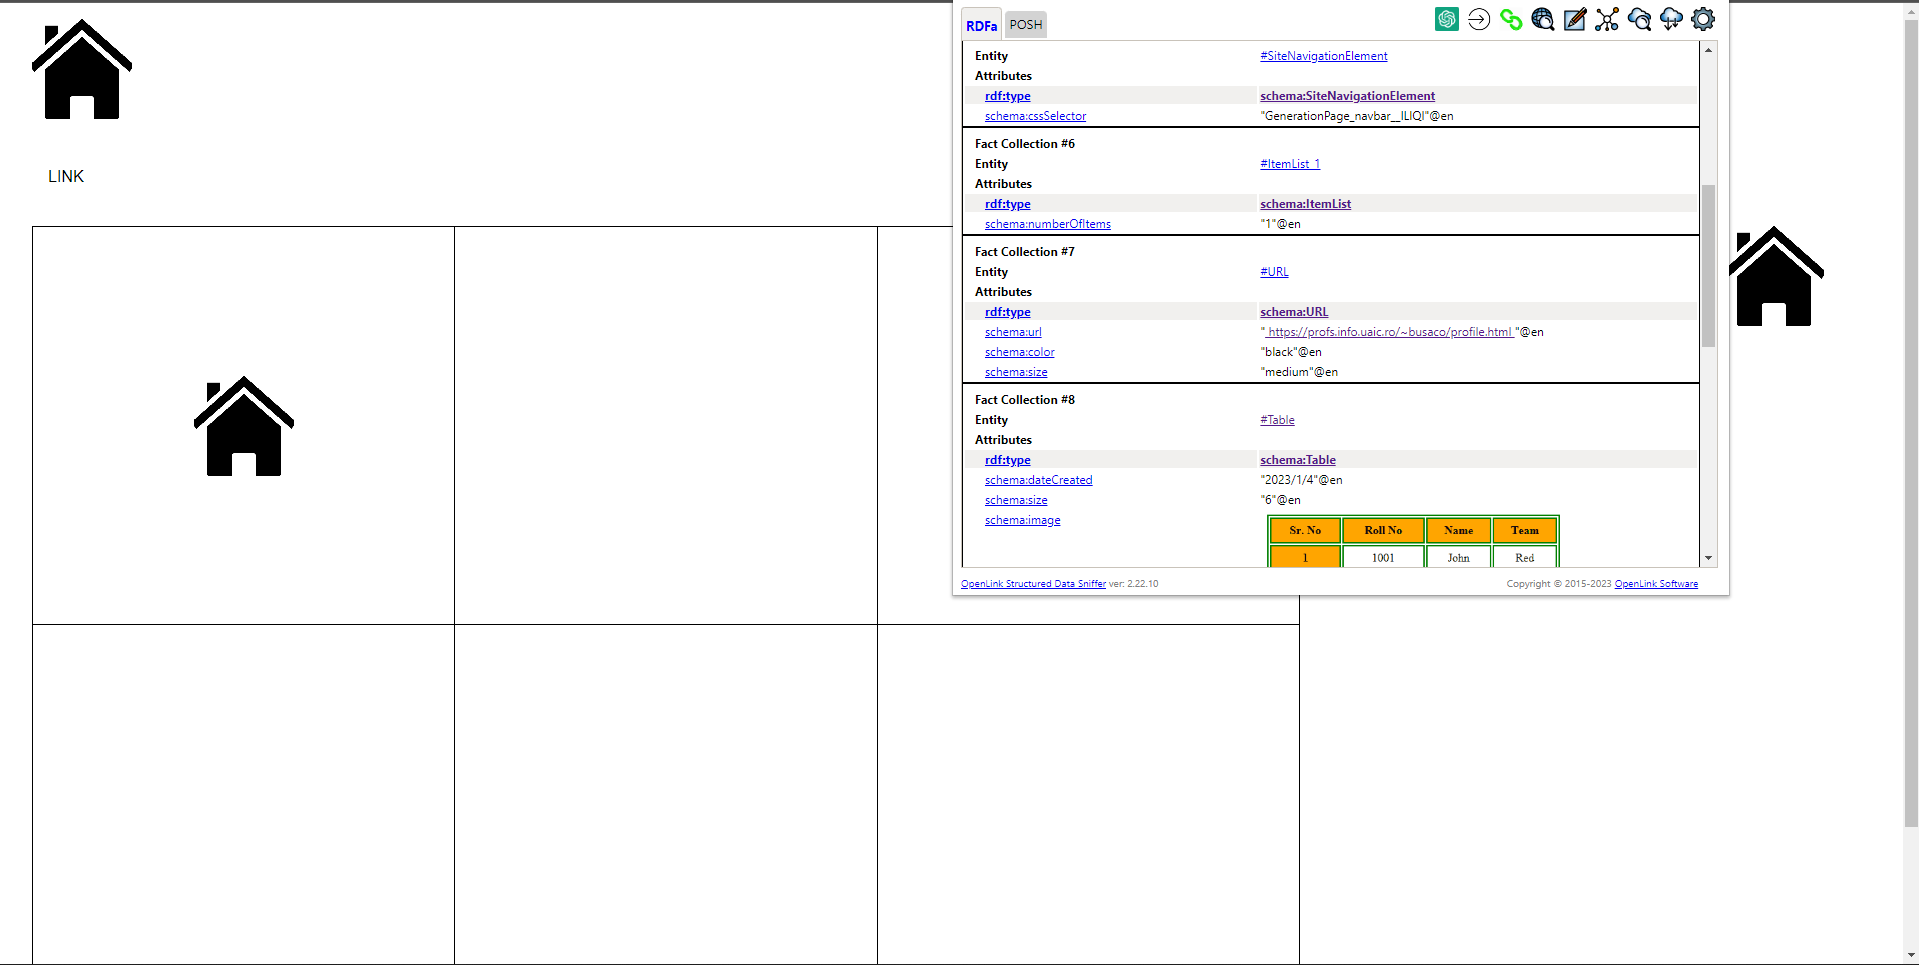 LINK
RDFa POSH
Entity #SiteNavigationElement
Attributes
rdf:type schema:SiteNavigationElement
schema:cssSelector "GenerationPage_navbar__lLIQI"@en
Fact Collection #6
Entity #ItemList_1
Attributes
rdf:type schema:ItemList
schema:numberOfItems "1"@en
Fact Collection #7
Entity #URL
Attributes
rdf:type schema:URL
schema:url " https://profs.info.uaic.ro/~busaco/profile.html "@en
schema:color "black"@en
schema:size "medium"@en
Fact Collection #8
Entity #Table
Attributes
rdf:type schema:Table
schema:dateCreated "2023/1/4"@en
schema:size "6"@en
schema:image
Sr. No Roll No Name Team
1 1001 John Red
OpenLink Structured Data Sniffer ver: 2.22.10 Copyright © 2015-2023 OpenLink Software